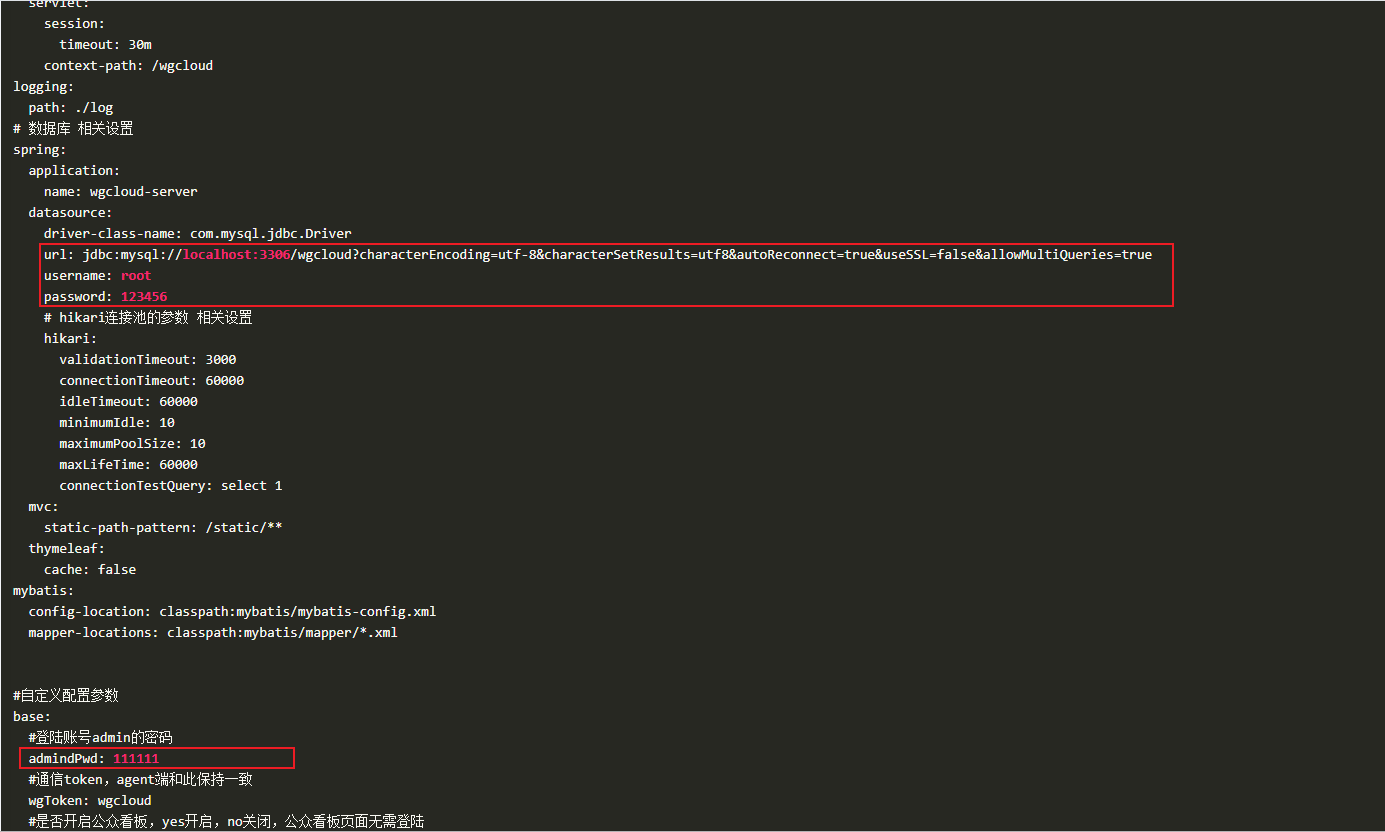 servlet:
session:
timeout: 30m
context-path: /wgcloud
logging:
path: ./log
# 数据库 相关设置
spring:
application:
name: wgcloud-server
datasource:
driver-class-name: com.mysql.jdbc.Driver
url: jdbc:mysql://localhost:3306/wgcloud?characterEncoding=utf-8&characterSetResults=utf8&autoReconnect=true&useSSL=false&allowMultiQueries=true
username: root
password: 123456
# hikari连接池的参数 相关设置
hikari:
validationTimeout: 3000
connectionTimeout: 60000
idleTimeout: 60000
minimumIdle: 10
maximumPoolSize: 10
maxLifeTime: 60000
connectionTestQuery: select 1
mvc:
static-path-pattern: /static/**
thymeleaf:
cache: false
mybatis:
config-location: classpath:mybatis/mybatis-config.xml
mapper-locations: classpath:mybatis/mapper/*.xml
#自定义配置参数
base:
#登陆账号admin的密码
admindPwd: 111111
#通信token，agent端和此保持一致
wgToken: wgcloud
#是否开启公众看板，yes开启，no关闭，公众看板页面无需登陆